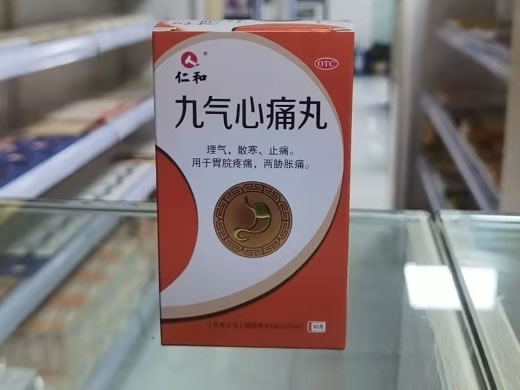 仁和
OTC
九气心痛丸
理气，散寒、止痛。
用于胃脘疼痛，两胁胀痛。